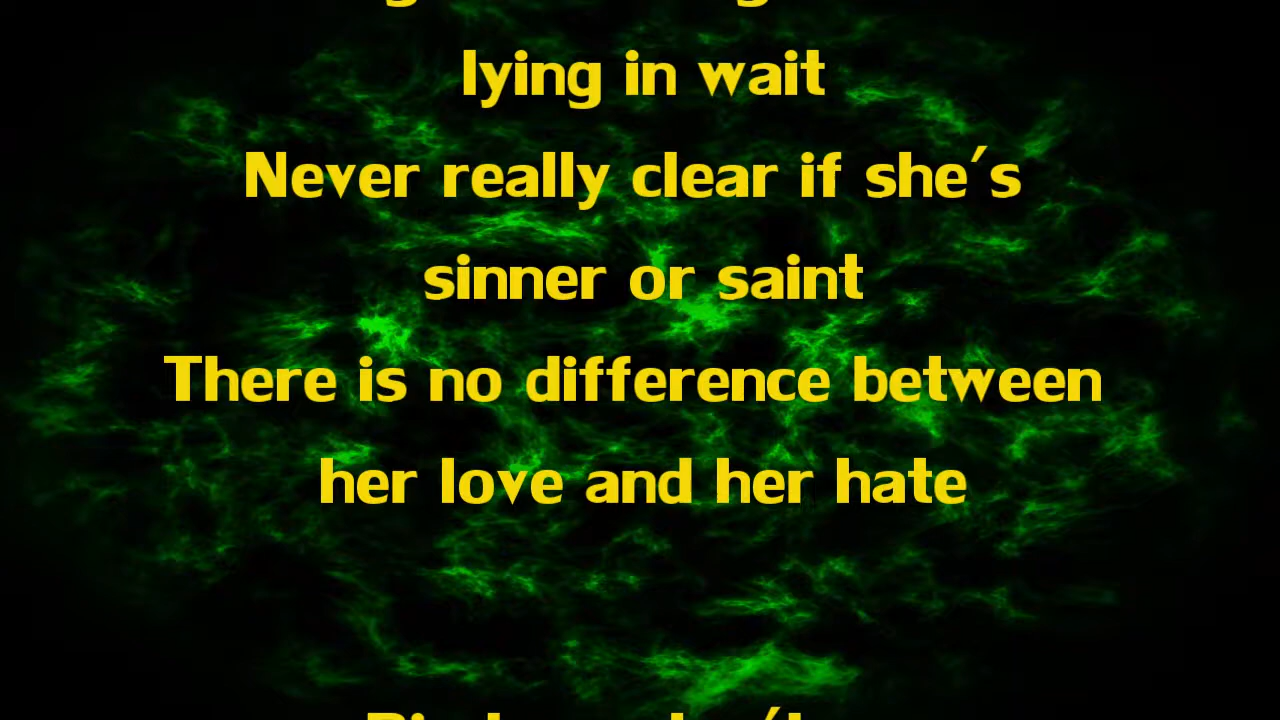 lying in wait
Never really clear if she's
sinner or saint
There is no difference between
her love and her hate